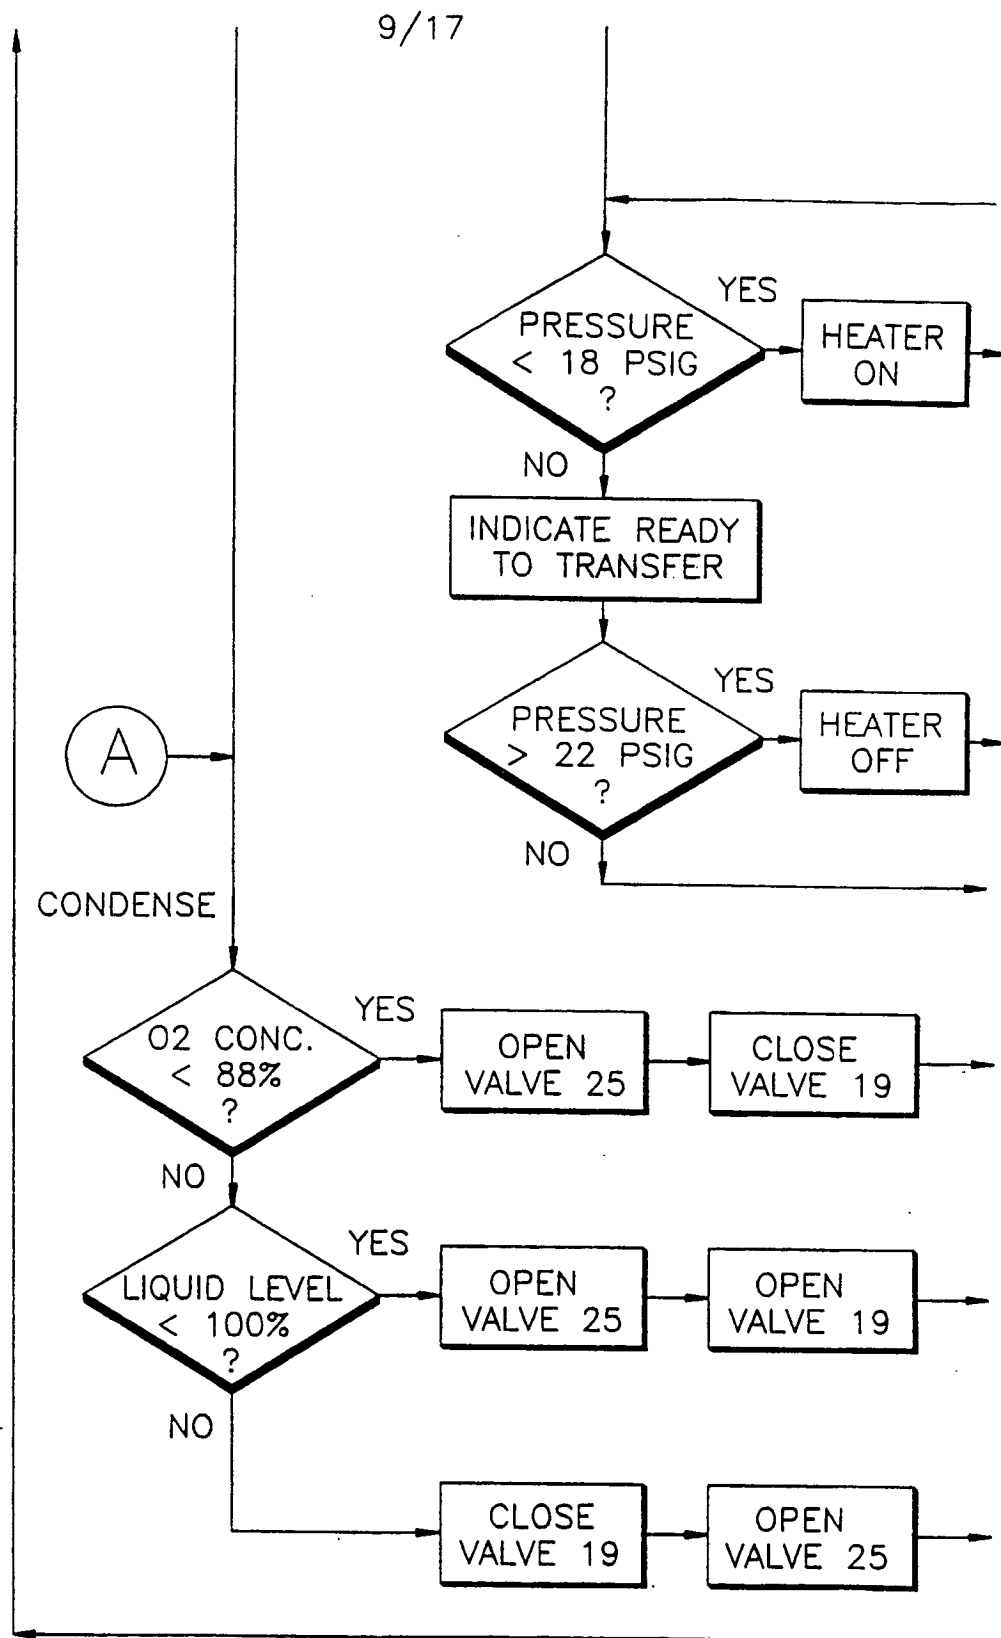 9/17
YES
PRESSURE
< 18 PSIG
?
HEATER
ON
NO
INDICATE READY
TO TRANSFER
YES
PRESSURE
> 22 PSIG
?
HEATER
OFF
NO
A
CONDENSE
O2 CONC.
< 88%
?
YES
OPEN
VALVE 25
CLOSE
VALVE 19
NO
LIQUID LEVEL
< 100%
?
YES
OPEN
VALVE 25
OPEN
VALVE 19
NO
CLOSE
VALVE 19
OPEN
VALVE 25